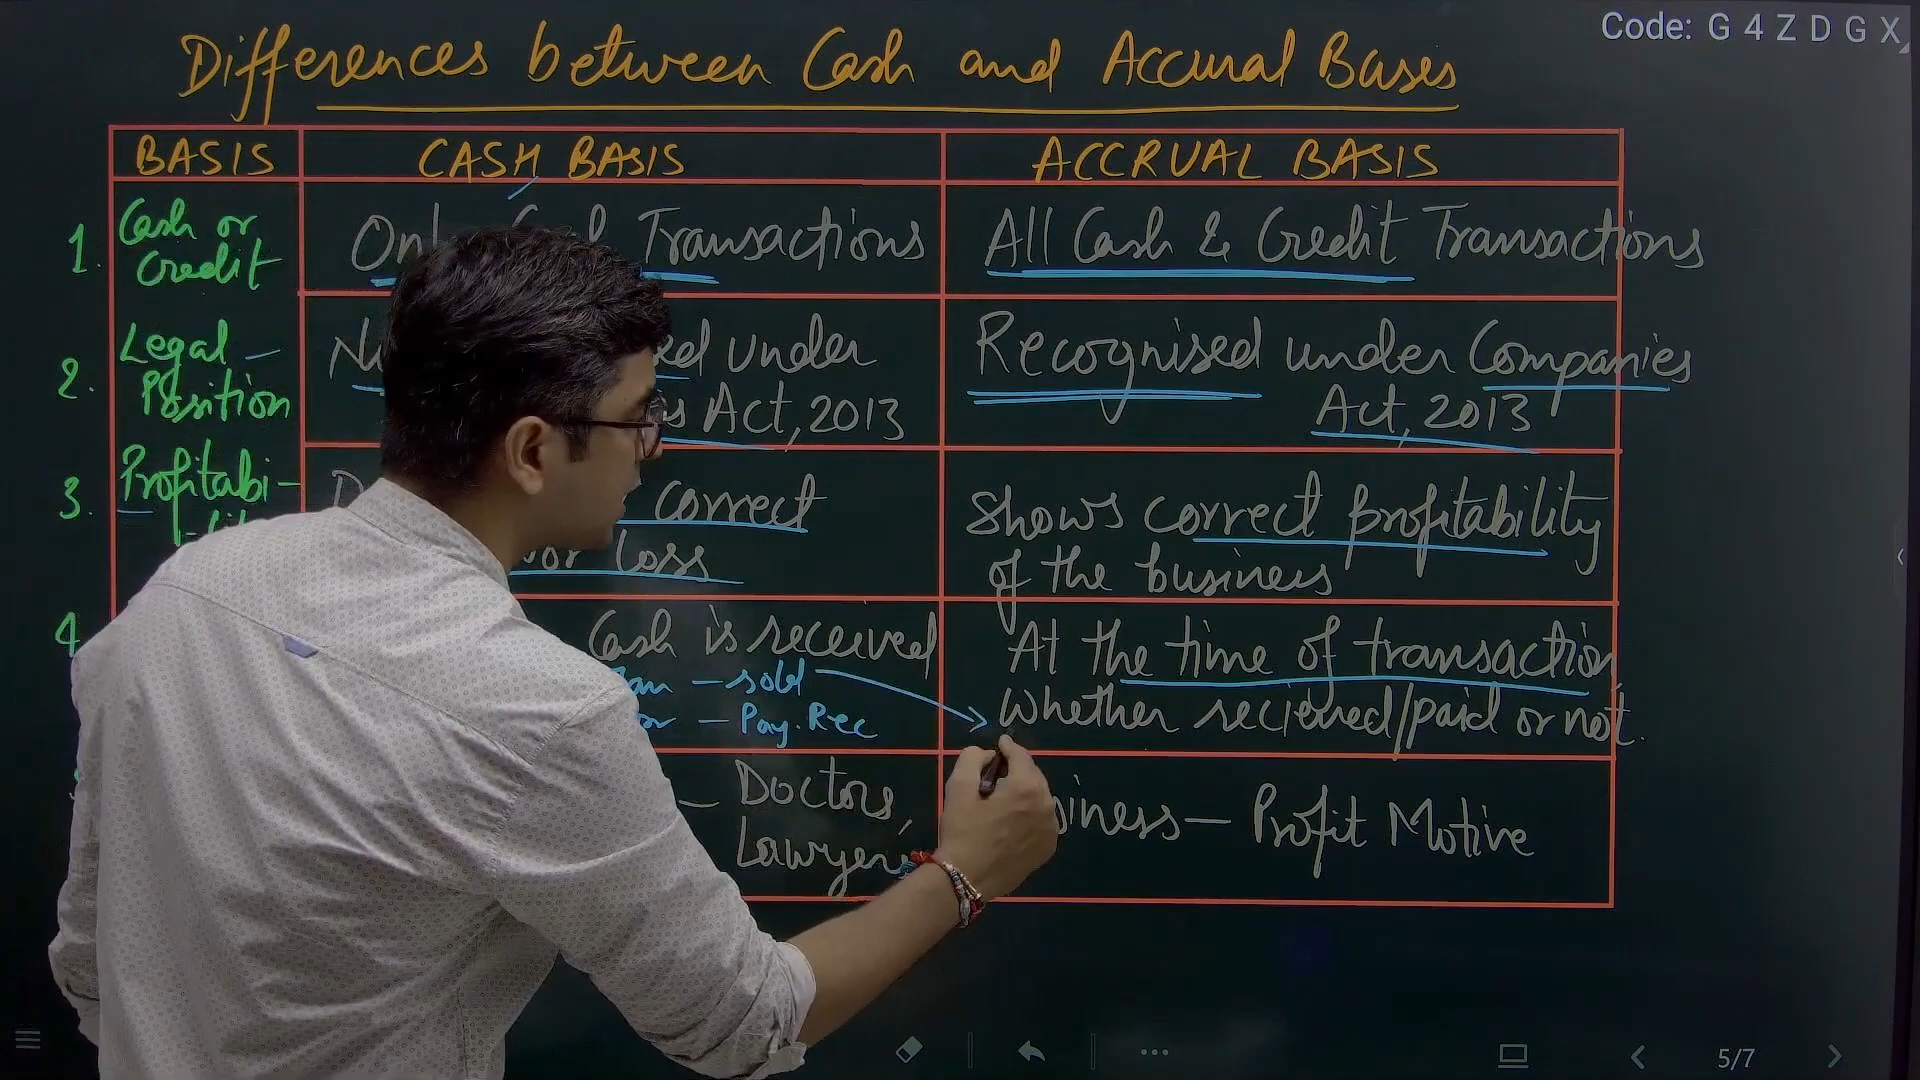 Code: G 4 Z D G X
Differences between Cash and Accrual Bases
BASIS
CASH BASIS
ACCRUAL BASIS
1.
Cash or
Credit
Transactions
All Cash & Credit Transactions
2.
Legal
Position
under
Act, 2013
Recognised under Companies
Act, 2013
3.
Profitabi-
correct
or loss
Shows correct profitability
of the business
4
Cash is received
- sold
- Pay. Rec
At the time of transaction
whether recieved/paid or not.
- Doctors,
Lawyers
- Profit Motive
5/7